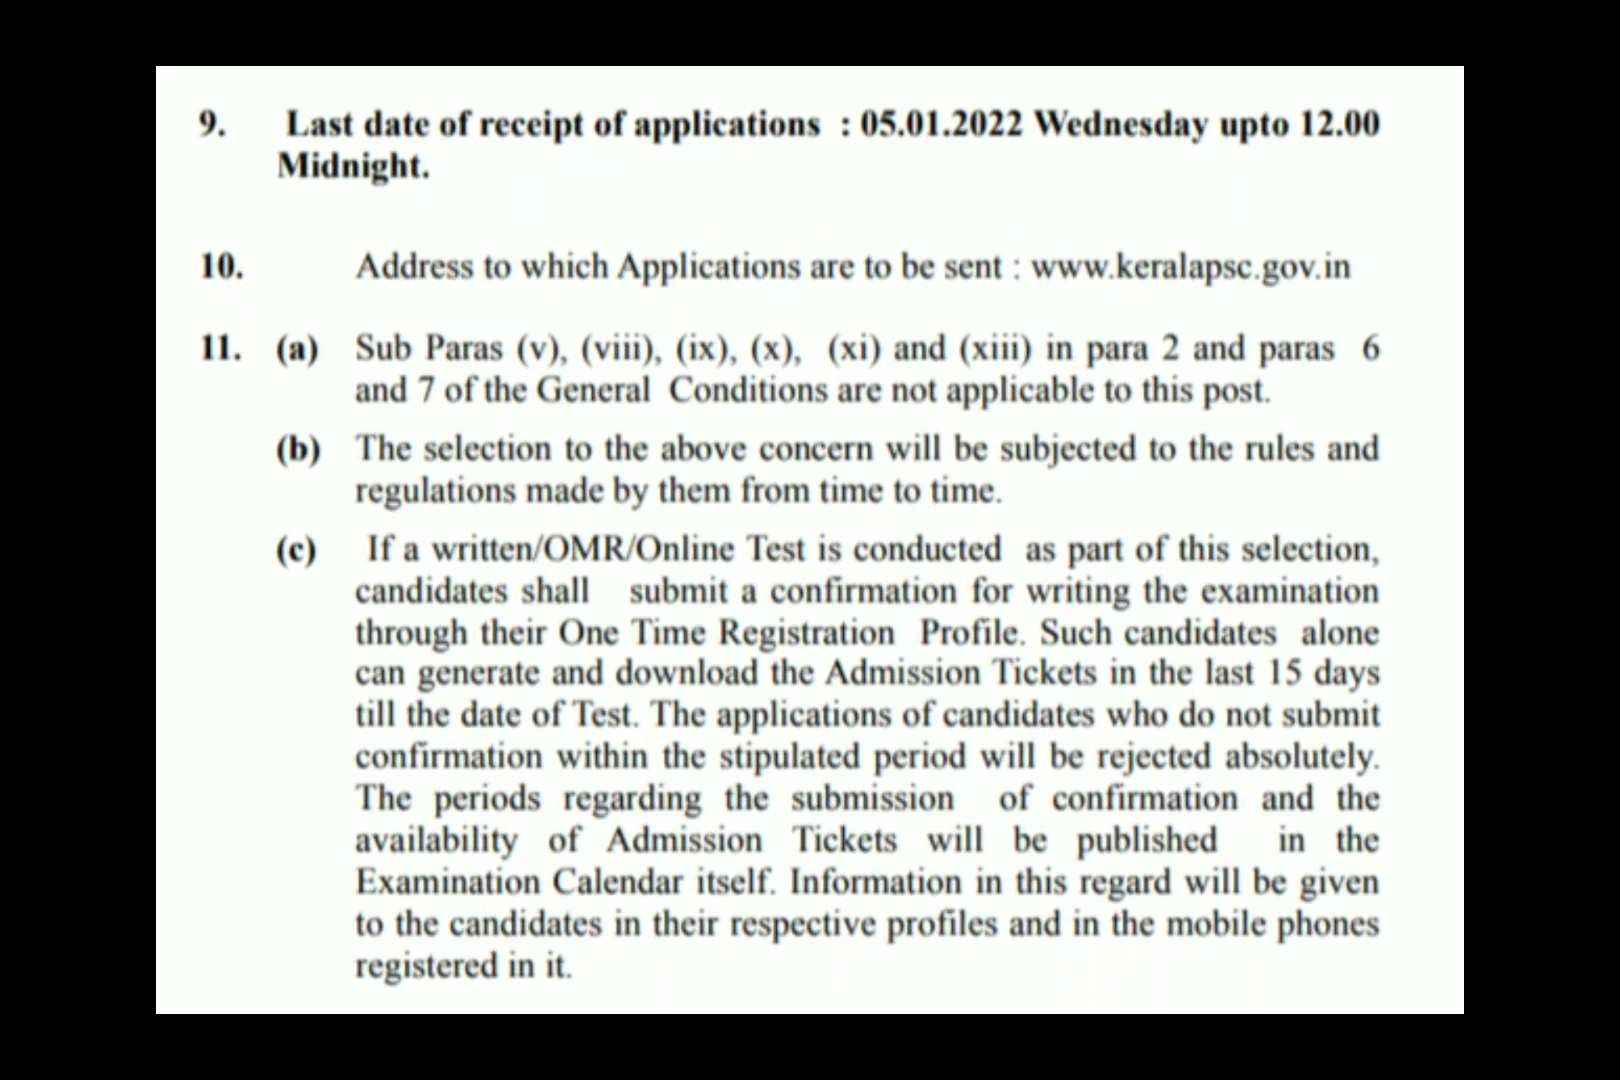 9. Last date of receipt of applications : 05.01.2022 Wednesday upto 12.00
Midnight.
10. Address to which Applications are to be sent : www.keralapsc.gov.in
11. (a) Sub Paras (v), (viii), (ix), (x), (xi) and (xiii) in para 2 and paras 6
and 7 of the General Conditions are not applicable to this post.
(b) The selection to the above concern will be subjected to the rules and
regulations made by them from time to time.
(c) If a written/OMR/Online Test is conducted as part of this selection,
candidates shall submit a confirmation for writing the examination
through their One Time Registration Profile. Such candidates alone
can generate and download the Admission Tickets in the last 15 days
till the date of Test. The applications of candidates who do not submit
confirmation within the stipulated period will be rejected absolutely.
The periods regarding the submission of confirmation and the
availability of Admission Tickets will be published in the
Examination Calendar itself. Information in this regard will be given
to the candidates in their respective profiles and in the mobile phones
registered in it.